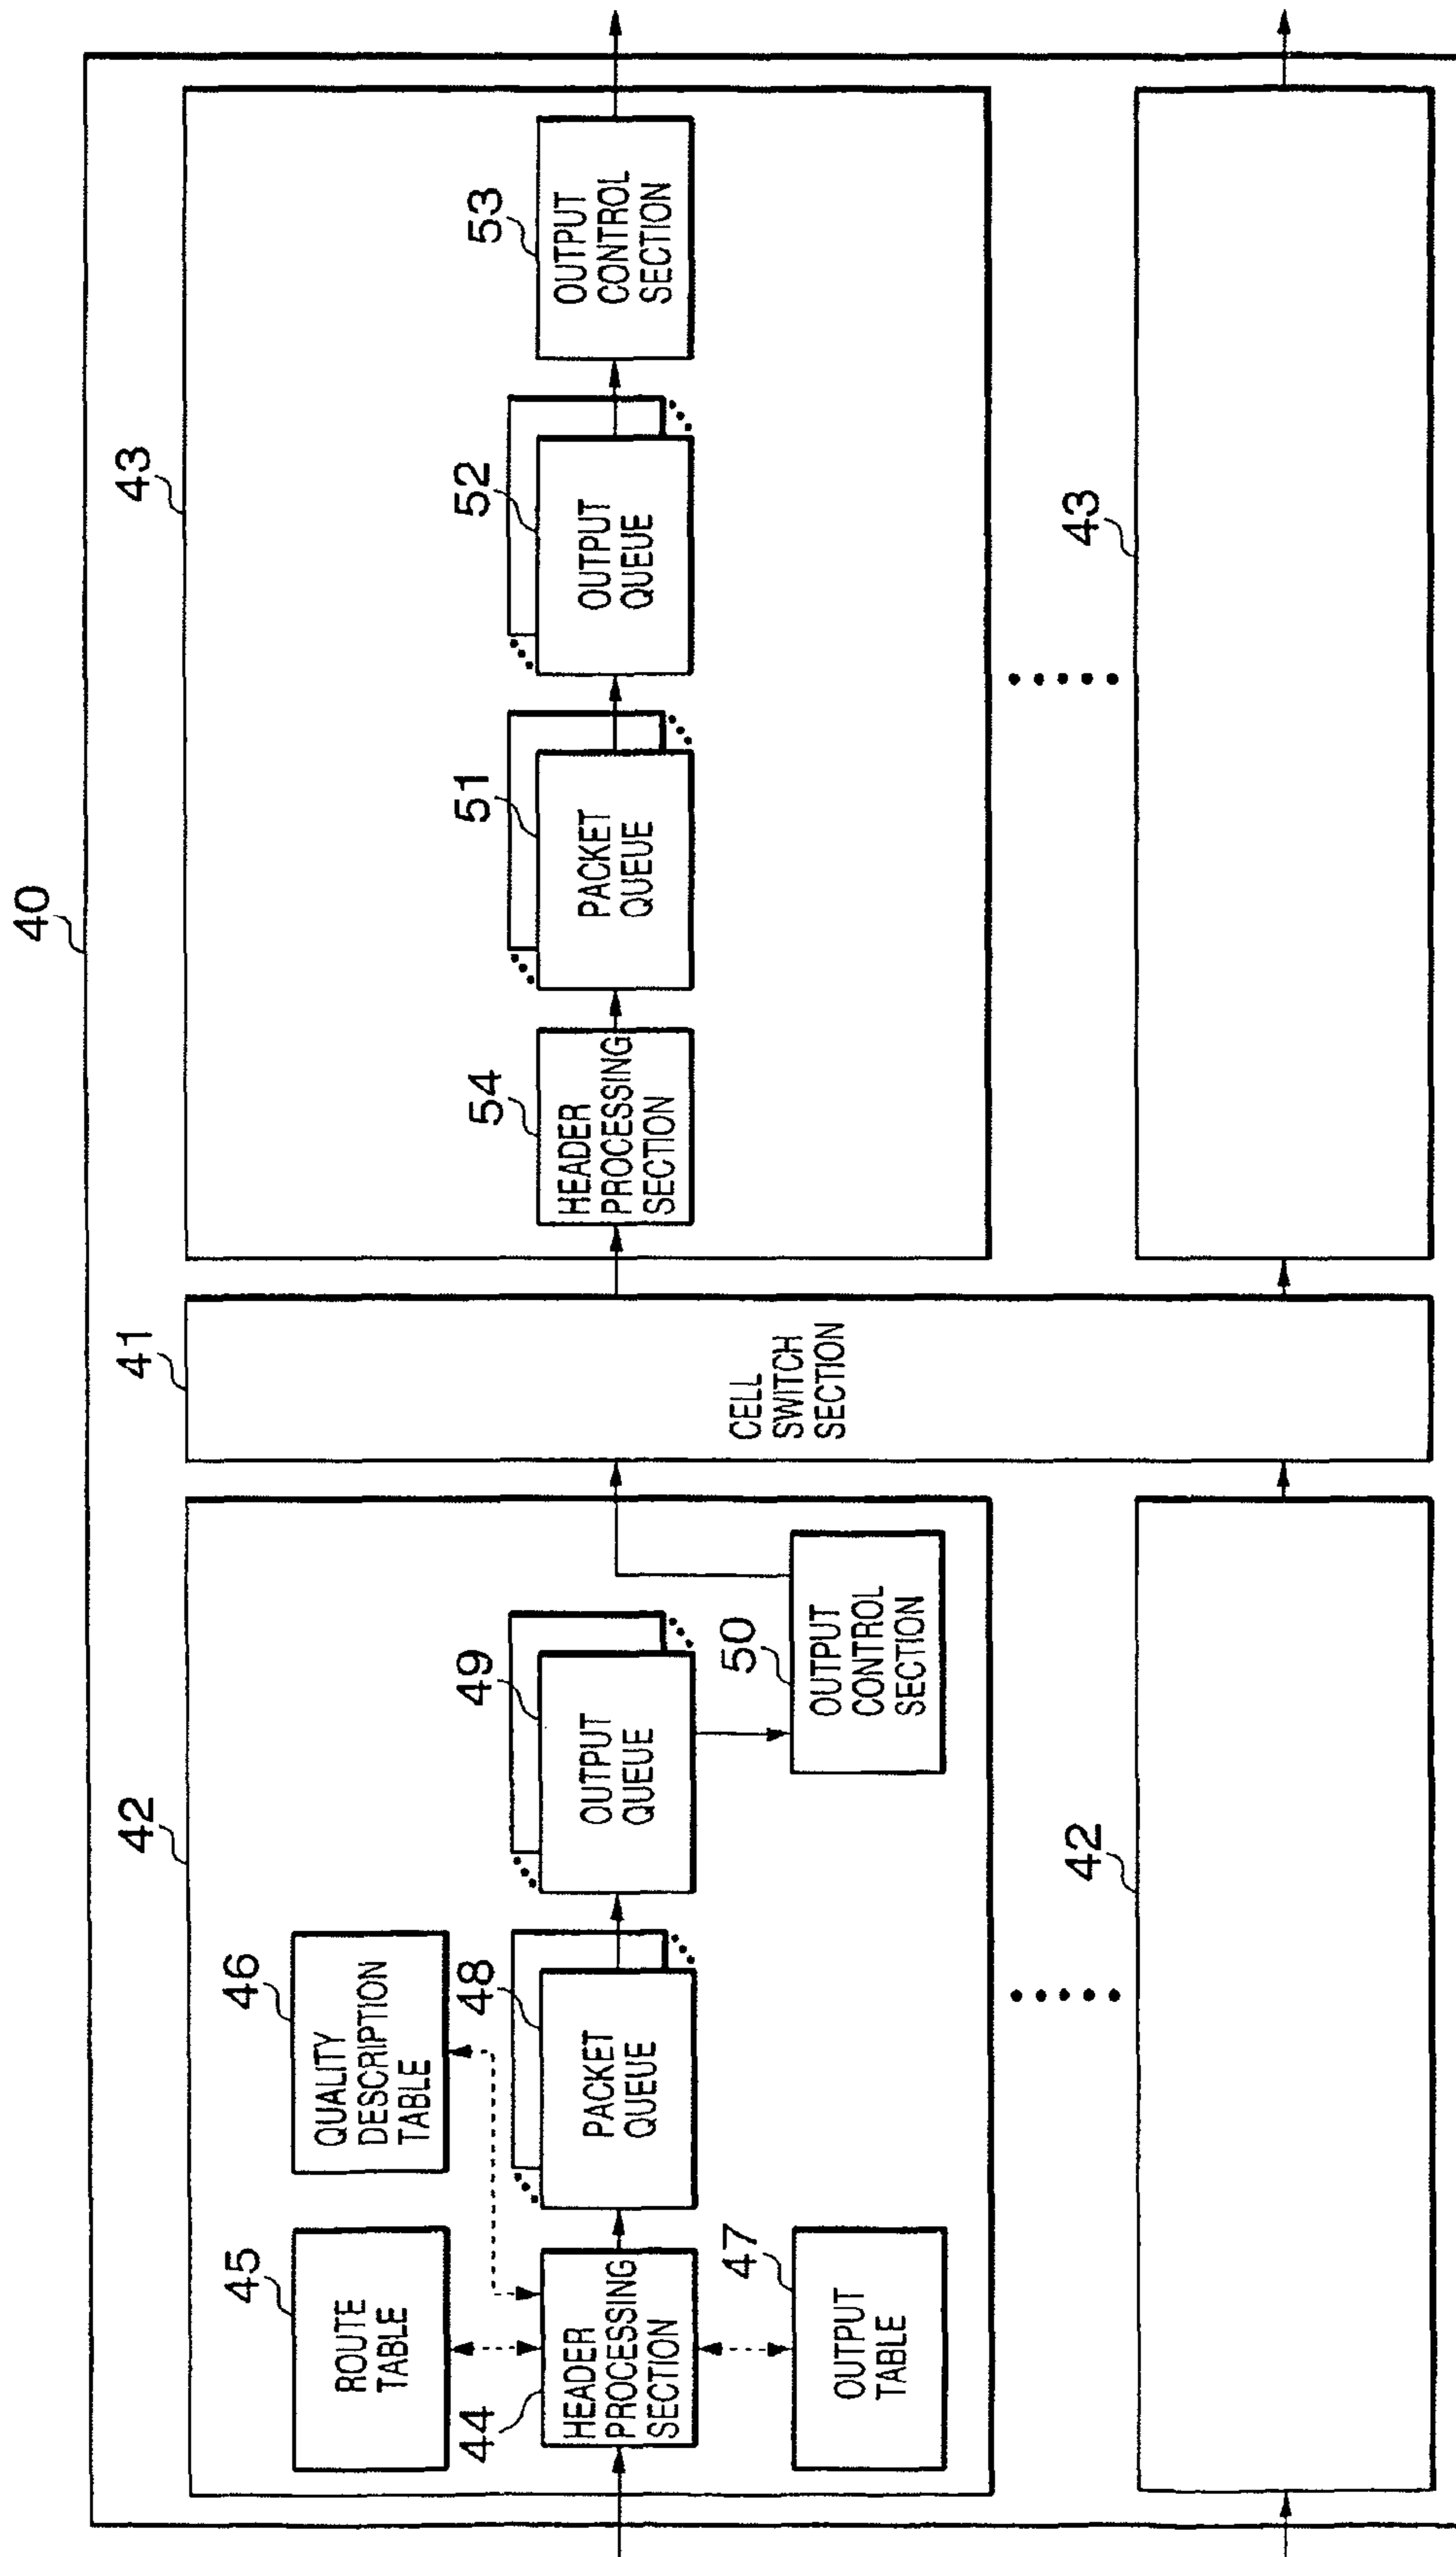 40
42
45
ROUTE
TABLE
46
QUALITY
DESCRIPTION
TABLE
44
HEADER
PROCESSING
SECTION
48
PACKET
QUEUE
49
OUTPUT
QUEUE
47
OUTPUT
TABLE
50
OUTPUT
CONTROL
SECTION
41
CELL
SWITCH
SECTION
43
54
HEADER
PROCESSING
SECTION
51
PACKET
QUEUE
52
OUTPUT
QUEUE
53
OUTPUT
CONTROL
SECTION
42
43